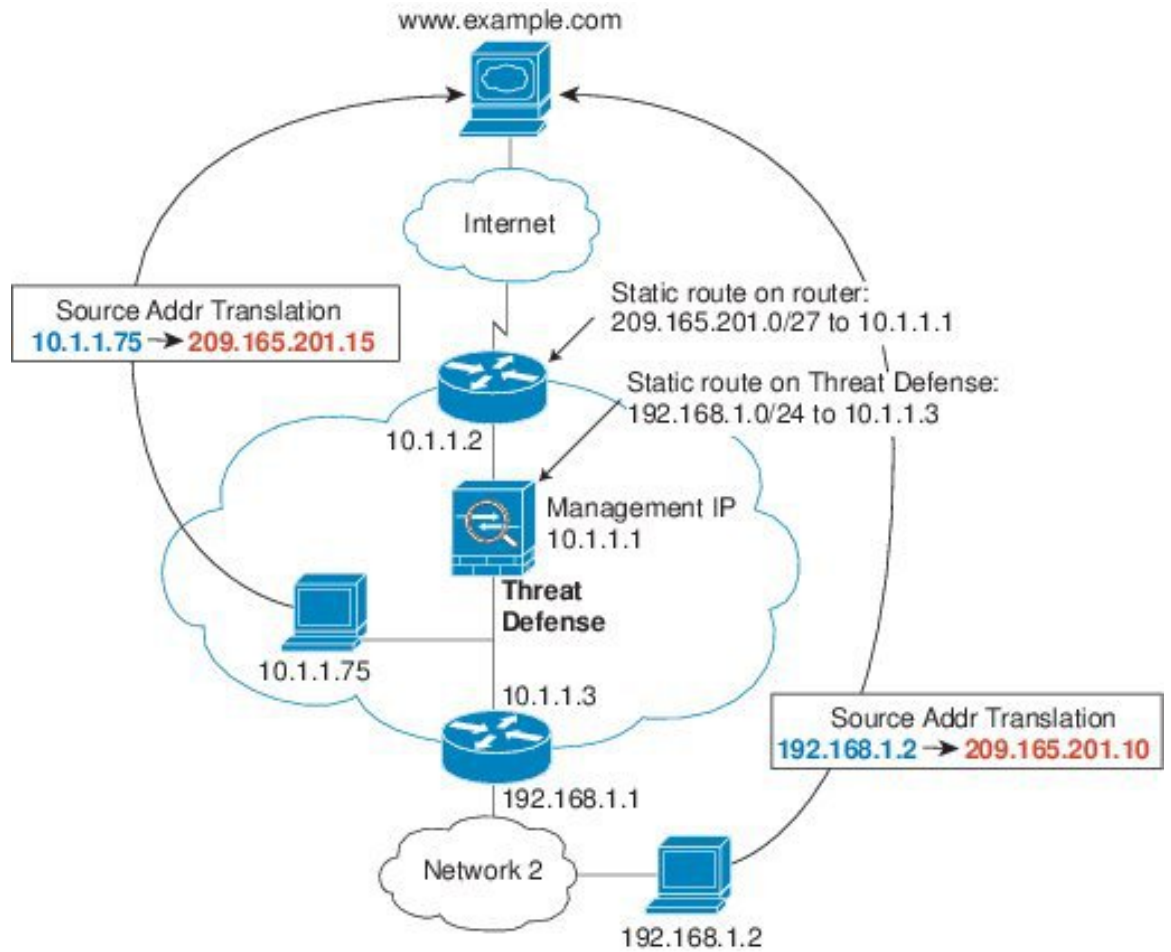 www.example.com
Internet
Source Addr Translation
10.1.1.75 → 209.165.201.15
Static route on router:
209.165.201.0/27 to 10.1.1.1
Static route on Threat Defense:
192.168.1.0/24 to 10.1.1.3
10.1.1.2
Management IP
10.1.1.1
Threat
Defense
10.1.1.75
10.1.1.3
Source Addr Translation
192.168.1.2 → 209.165.201.10
192.168.1.1
Network 2
192.168.1.2